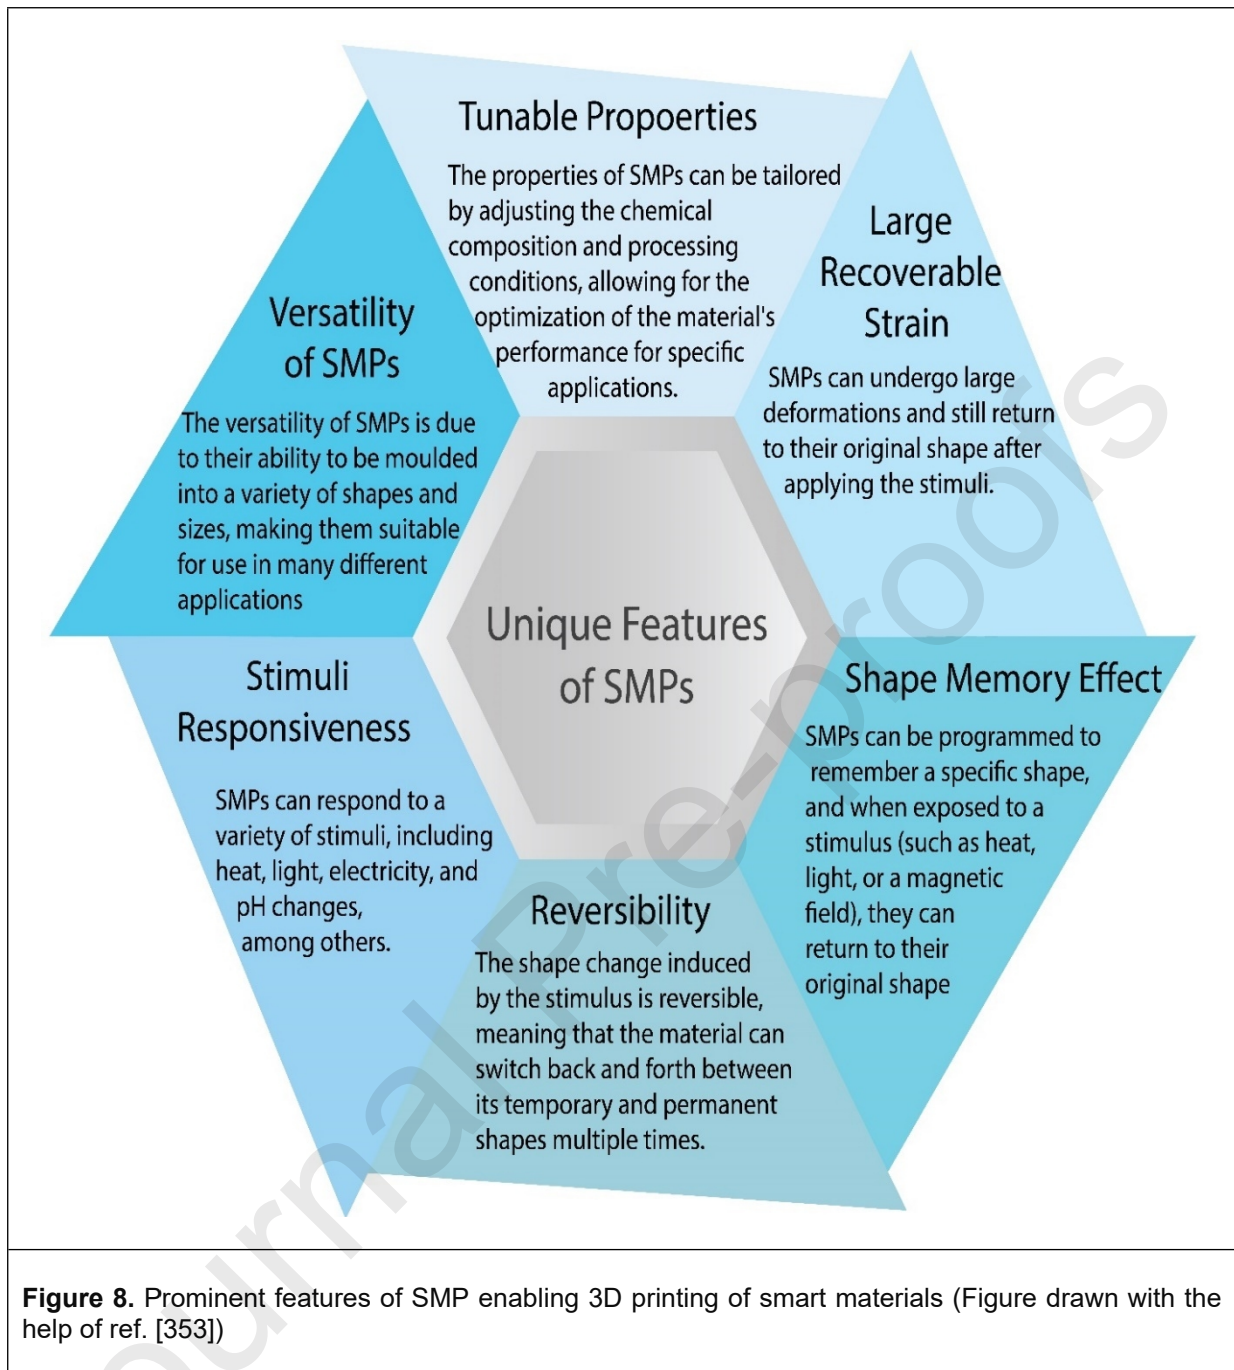 Tunable Propoerties
The properties of SMPs can be tailored
by adjusting the chemical
composition and processing
conditions, allowing for the
optimization of the material's
performance for specific
applications.
Large
Recoverable
Strain
SMPs can undergo large
deformations and still return
to their original shape after
applying the stimuli.
Versatility
of SMPs
The versatility of SMPs is due
to their ability to be moulded
into a variety of shapes and
sizes, making them suitable
for use in many different
applications
Unique Features
of SMPs
Stimuli
Responsiveness
SMPs can respond to a
variety of stimuli, including
heat, light, electricity, and
pH changes,
among others.
Shape Memory Effect
SMPs can be programmed to
remember a specific shape,
and when exposed to a
stimulus (such as heat,
light, or a magnetic
field), they can
return to their
original shape
Reversibility
The shape change induced
by the stimulus is reversible,
meaning that the material can
switch back and forth between
its temporary and permanent
shapes multiple times.
Journal Pre-proofs
Figure 8. Prominent features of SMP enabling 3D printing of smart materials (Figure drawn with the
help of ref. [353])